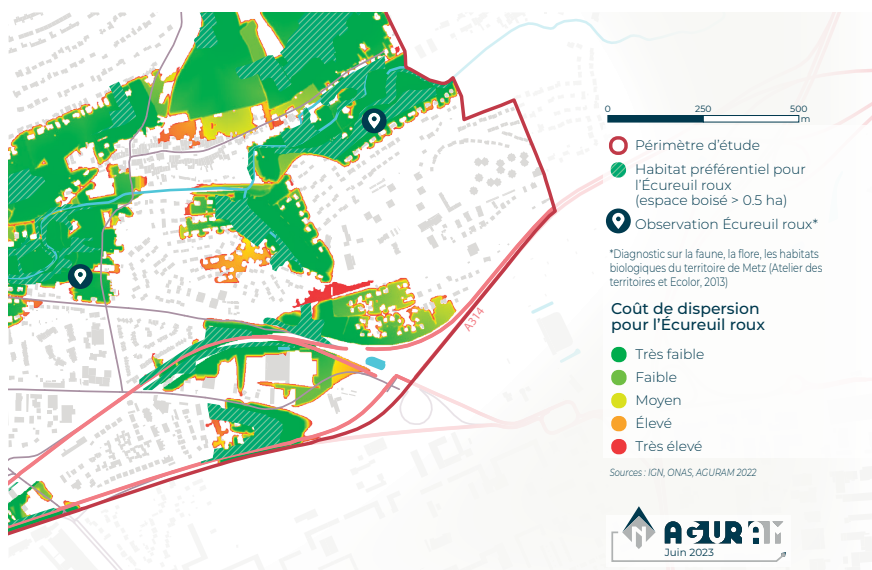 0 250 500
m
Périmètre d'étude
Habitat préférentiel pour
l'Écureuil roux
(espace boisé > 0.5 ha)
Observation Écureuil roux*
*Diagnostic sur la faune, la flore, les habitats
biologiques du territoire de Metz (Atelier des
territoires et Ecolor, 2013)
Coût de dispersion
pour l'Écureuil roux
Très faible
Faible
Moyen
Élevé
Très élevé
Sources : IGN, ONAS, AGURAM 2022
N
AGURAM
Juin 2023
A314